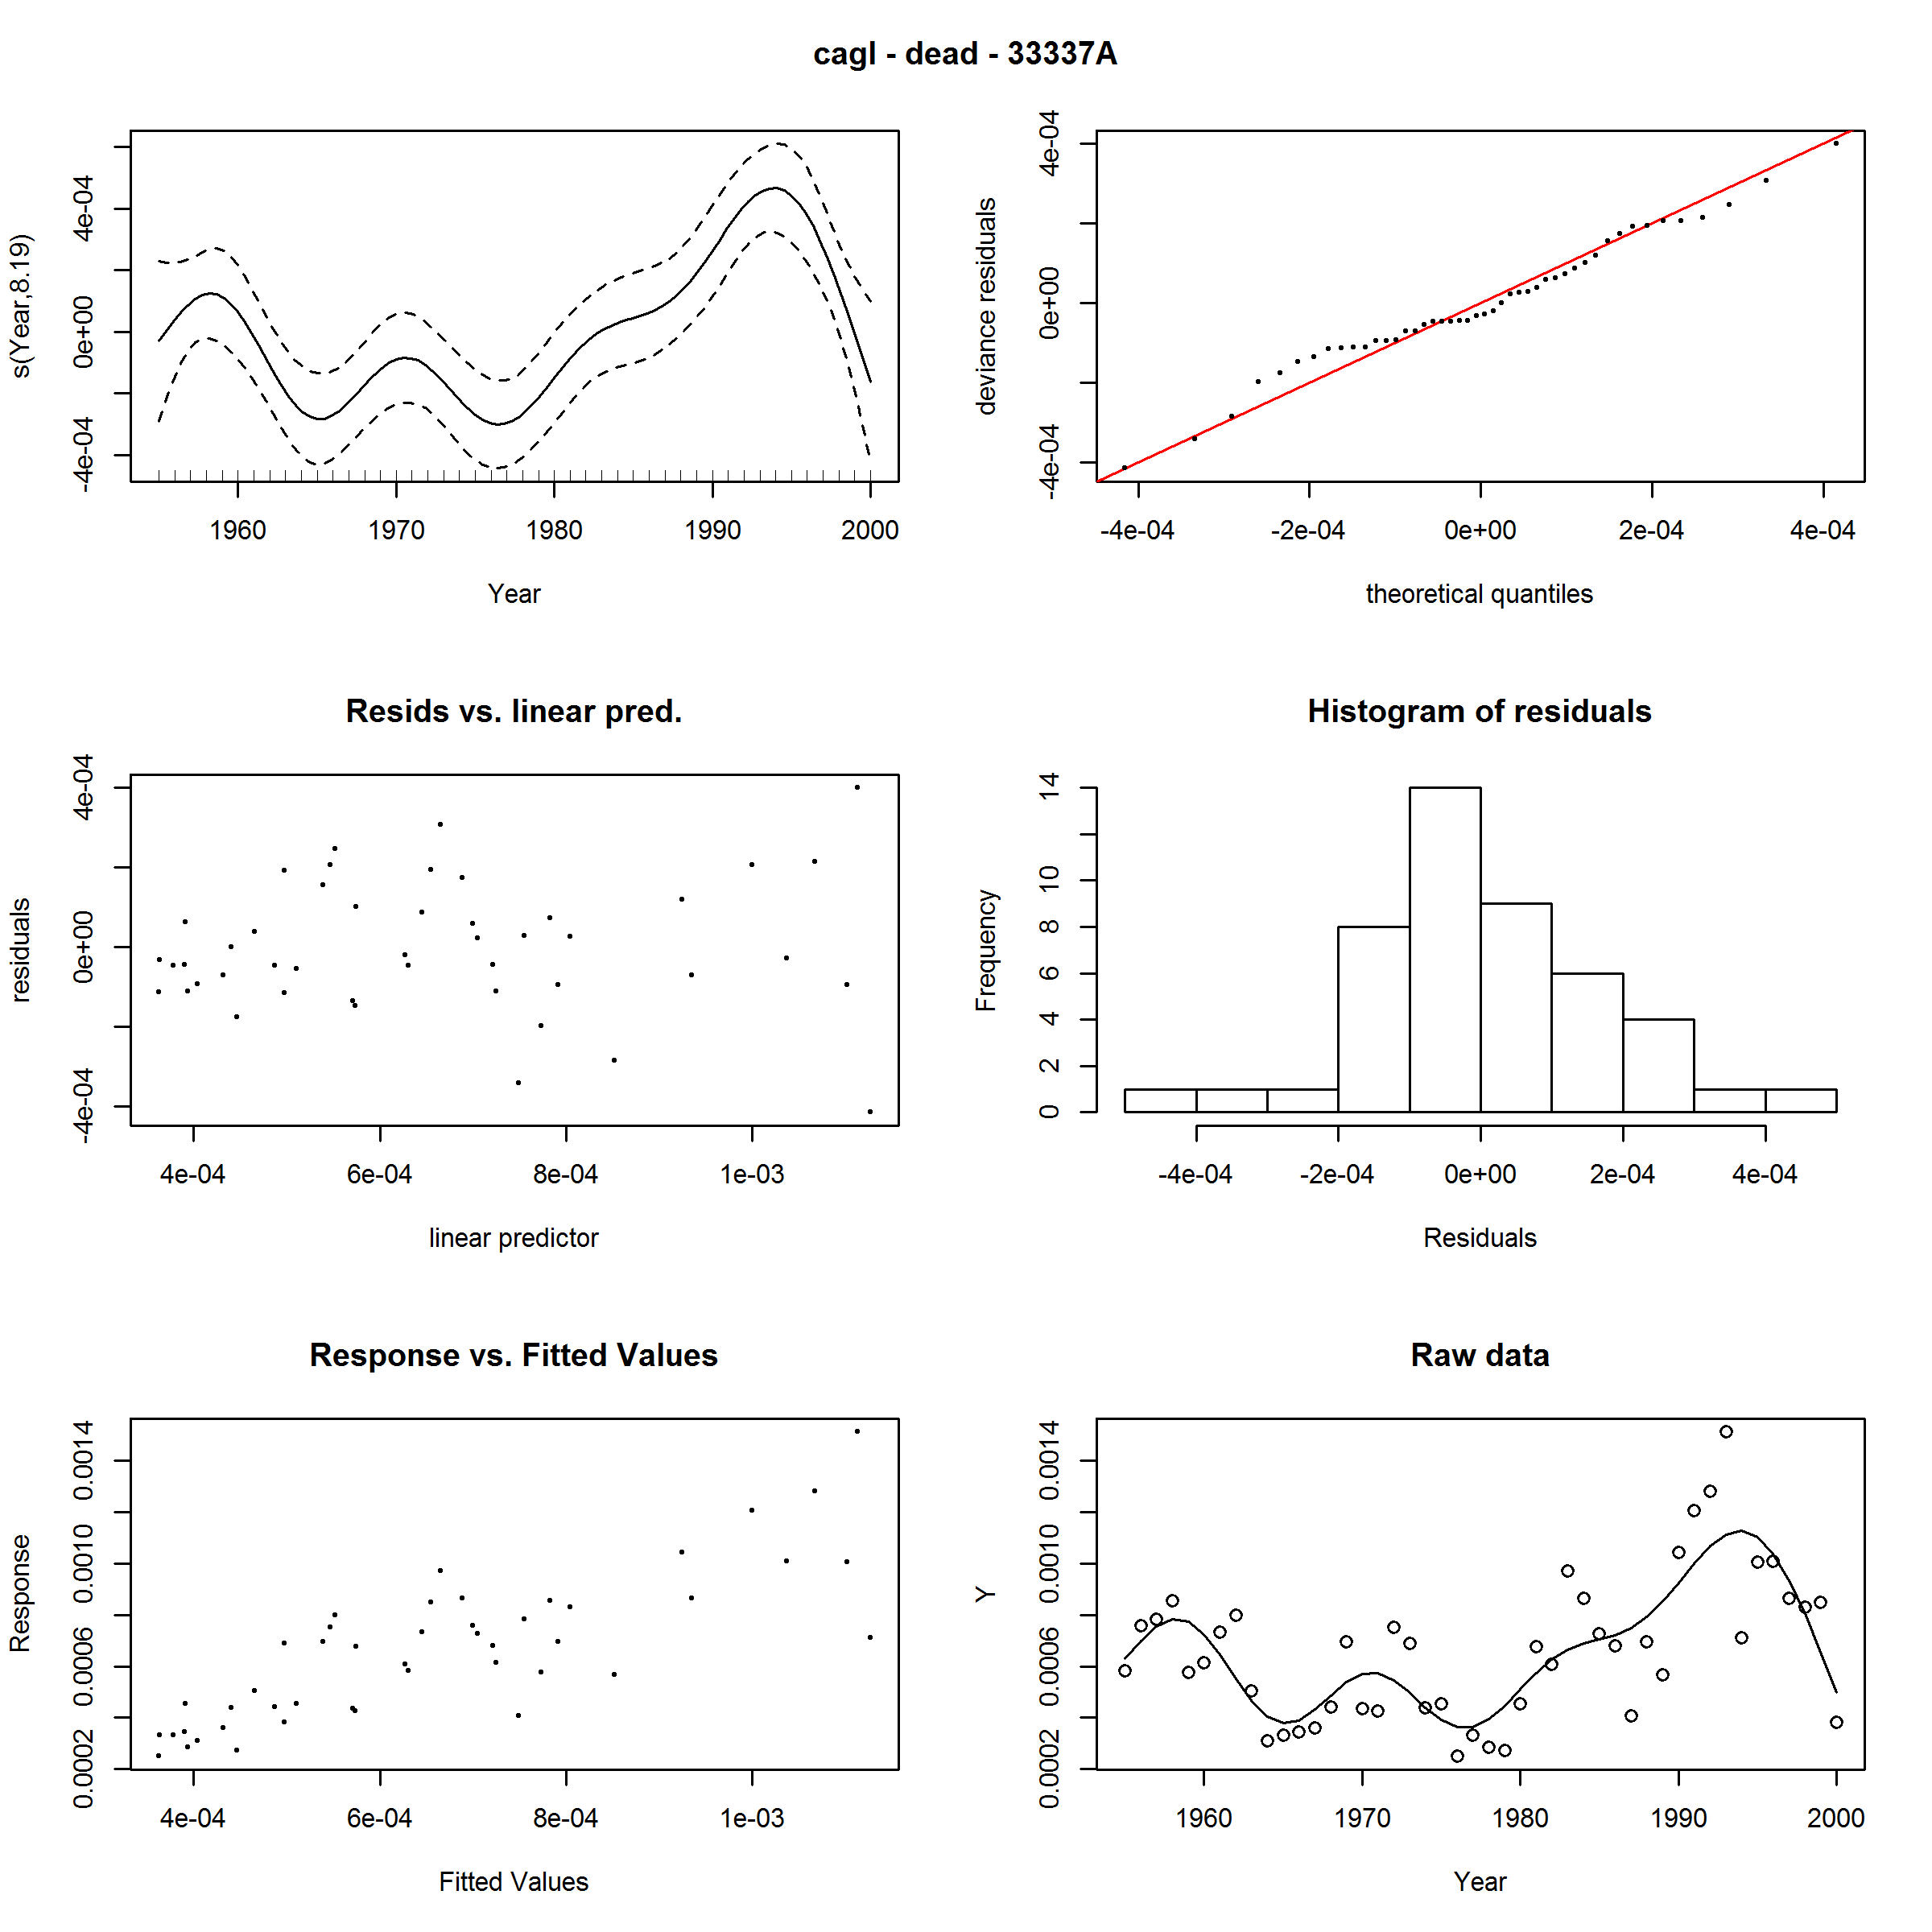 cagl - dead - 33337A
s(Year,8.19)
-4e-04 0e+00 4e-04
1960 1970 1980 1990 2000
Year
deviance residuals
-4e-04 0e+00 4e-04
-4e-04 -2e-04 0e+00 2e-04 4e-04
theoretical quantiles
Resids vs. linear pred.
residuals
-4e-04 0e+00 4e-04
4e-04 6e-04 8e-04 1e-03
linear predictor
Histogram of residuals
Frequency
0 2 4 6 8 10 14
-4e-04 -2e-04 0e+00 2e-04 4e-04
Residuals
Response vs. Fitted Values
Response
0.0002 0.0006 0.0010 0.0014
4e-04 6e-04 8e-04 1e-03
Fitted Values
Raw data
Y
0.0002 0.0006 0.0010 0.0014
1960 1970 1980 1990 2000
Year